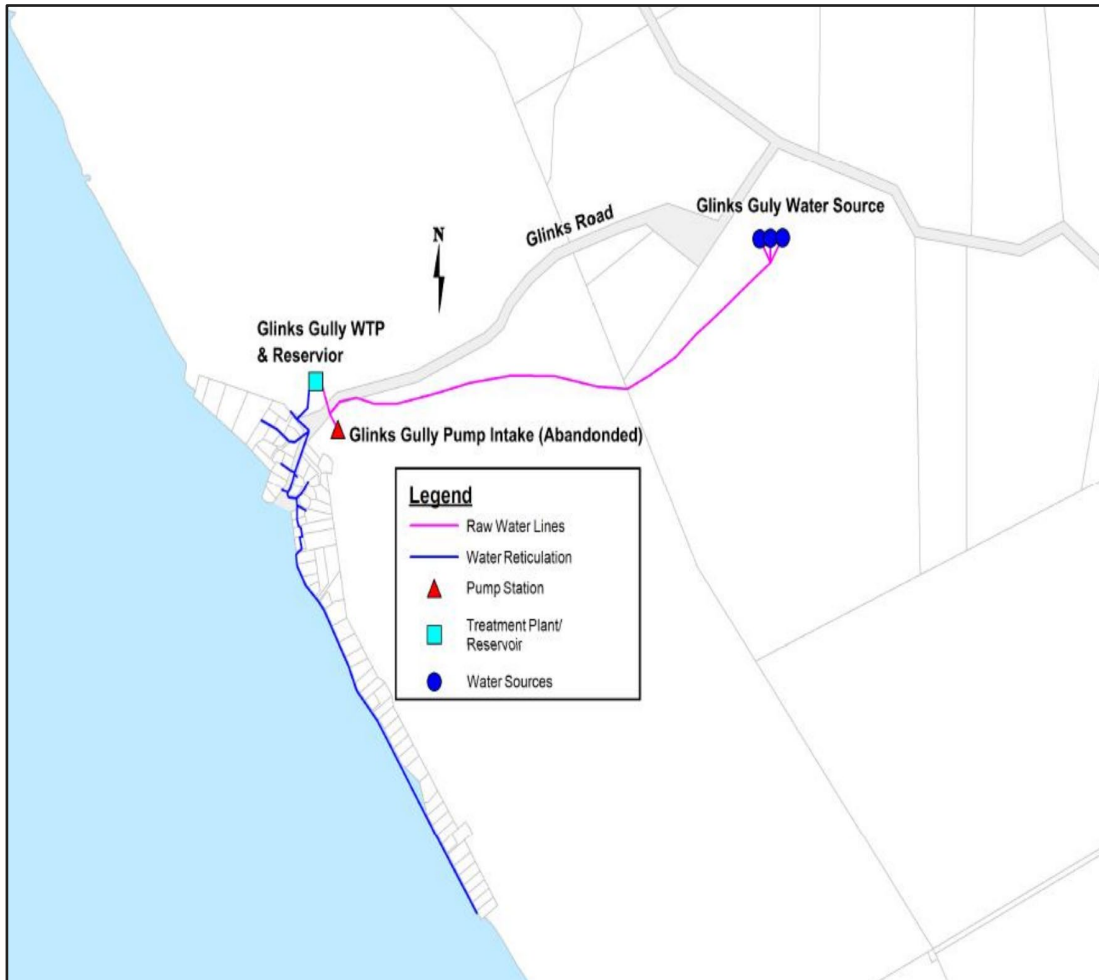 Glinks Guly Water Source
Glinks Road
N
Glinks Gully WTP
& Reservior
Glinks Gully Pump Intake (Abandonded)
Legend
Raw Water Lines
Water Reticulation
Pump Station
Treatment Plant/
Reservoir
Water Sources